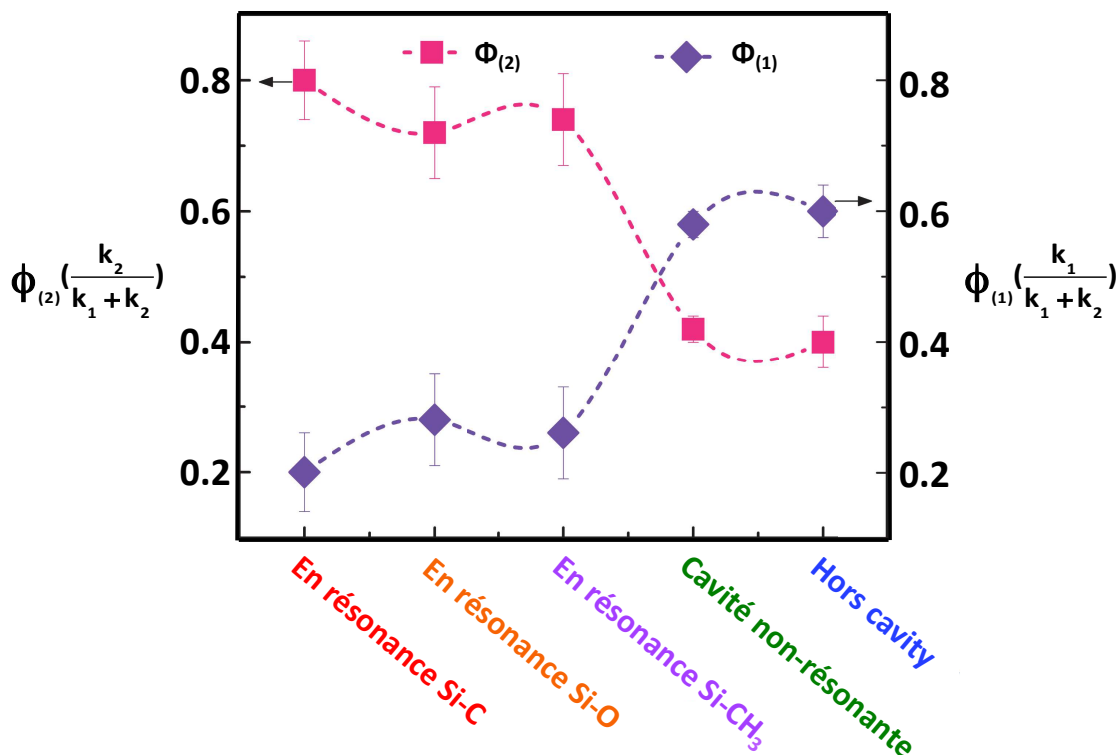 Φ(2)
Φ(1)
0.8
0.6
0.4
0.2
0.8
0.6
0.4
0.2
ϕ(2)(k2/k1+k2)
ϕ(1)(k1/k1+k2)
En résonance Si-C
En résonance Si-O
En résonance Si-CH3
Cavité non-résonante
Hors cavity